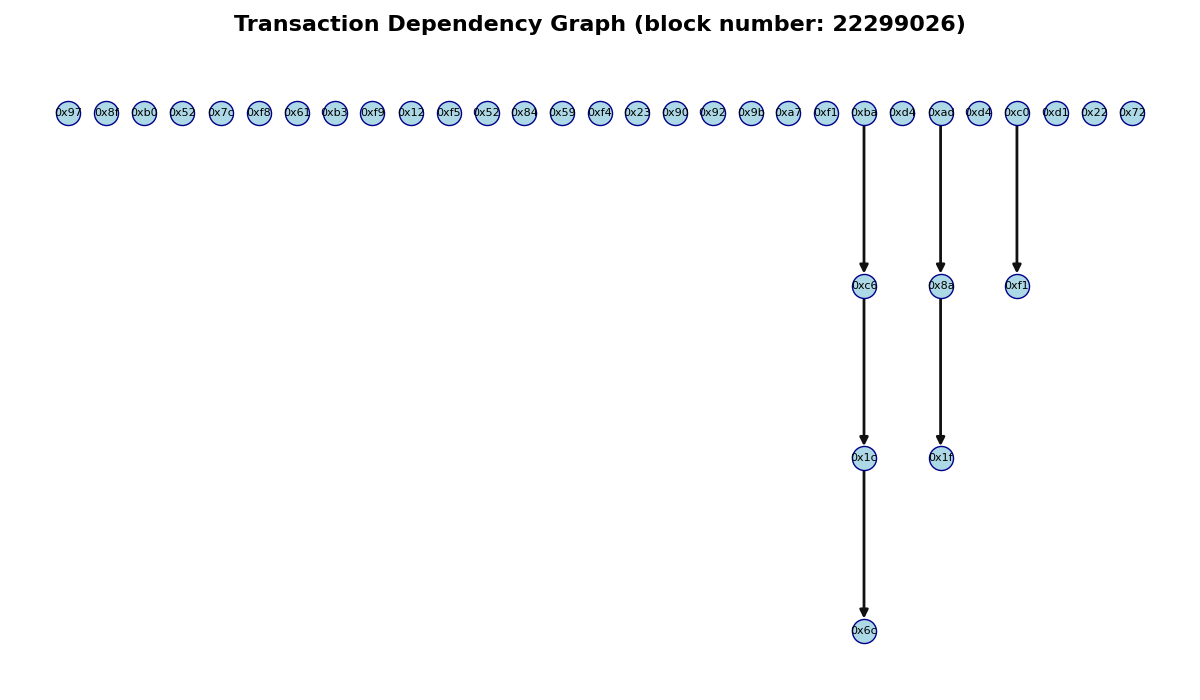 Transaction Dependency Graph (block number: 22299026)
0x97 0x8f 0xb0 0x52 0x7c 0xf8 0x61 0xb3 0xf9 0x12 0xf5 0x52 0x84 0x59 0xf4 0x23 0x90 0x92 0x9b 0xa7 0xf1 0xba 0xd4 0xad 0xd4 0xc0 0xd1 0x22 0x72
0xc6 0x8a 0xf1
0x1c 0x1f
0x6c